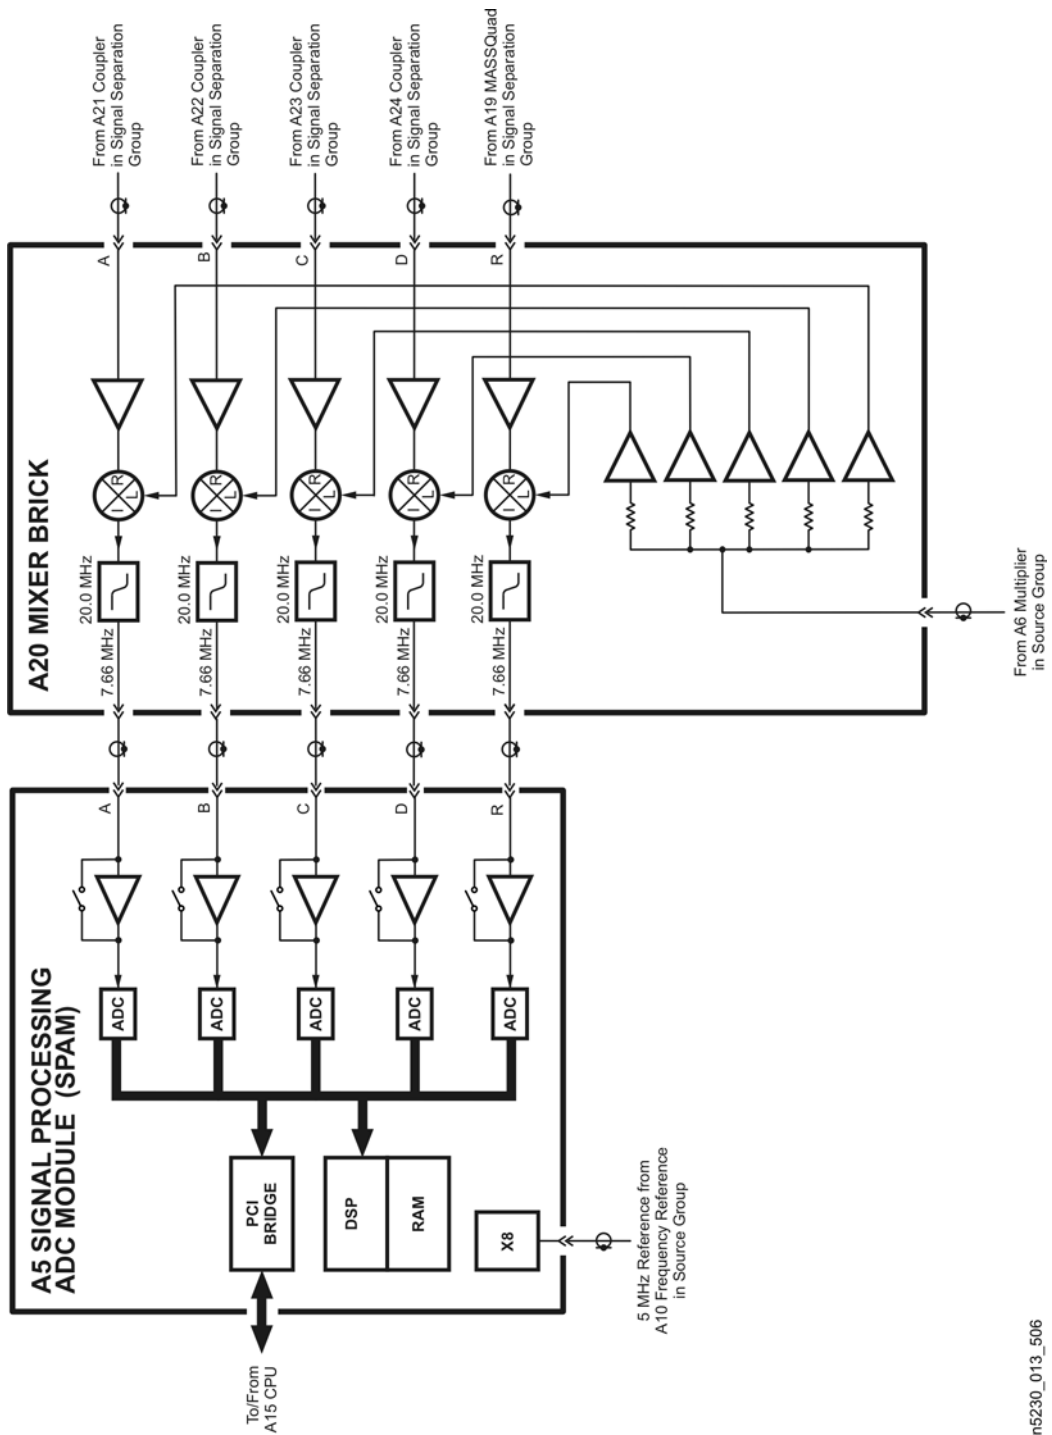 From A21 Coupler
in Signal Separation
Group
From A22 Coupler
in Signal Separation
Group
From A23 Coupler
in Signal Separation
Group
From A24 Coupler
in Signal Separation
Group
From A19 MASSQuad
in Signal Separation
Group
A
B
C
D
R
A20 MIXER BRICK
R
L
I
R
L
I
R
L
I
R
L
I
R
L
I
20.0 MHz
20.0 MHz
20.0 MHz
20.0 MHz
20.0 MHz
7.66 MHz
7.66 MHz
7.66 MHz
7.66 MHz
7.66 MHz
From A6 Multiplier
in Source Group
A
B
C
D
R
A5 SIGNAL PROCESSING
ADC MODULE (SPAM)
ADC
ADC
ADC
ADC
ADC
PCI
BRIDGE
DSP
RAM
X8
5 MHz Reference from
A10 Frequency Reference
in Source Group
To/From
A15 CPU
n5230_013_506